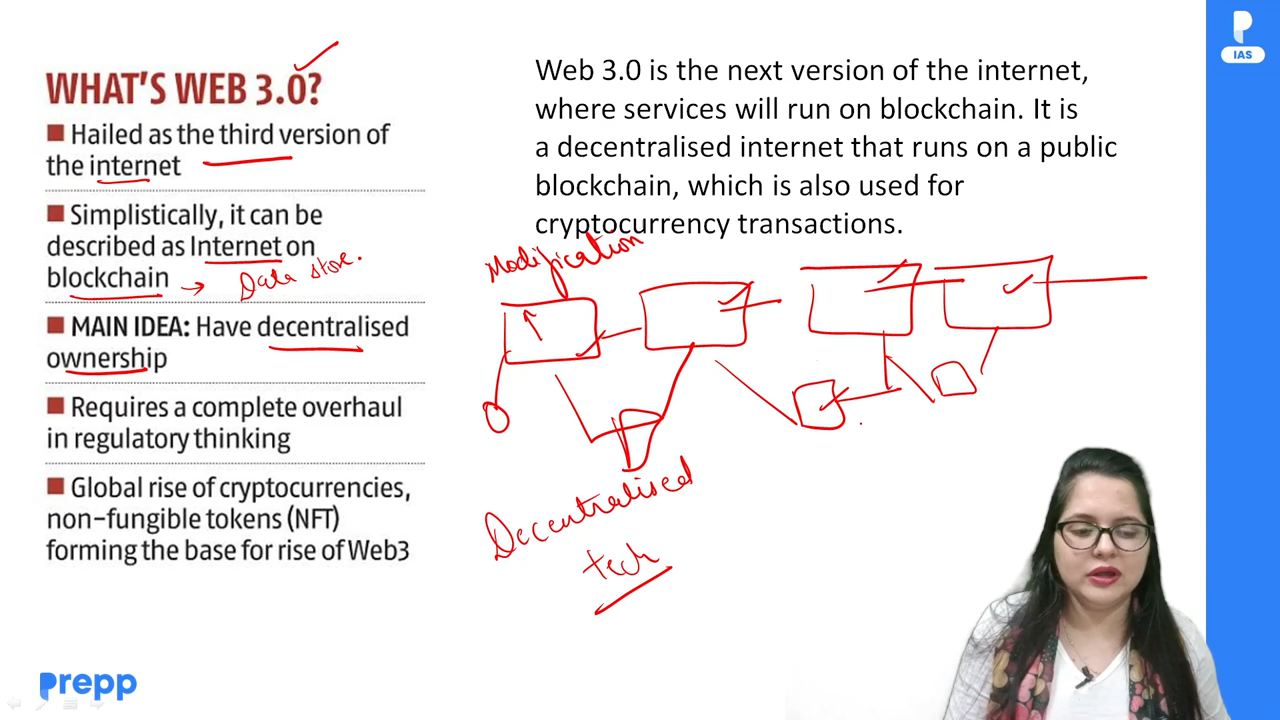 WHAT'S WEB 3.0?
■ Hailed as the third version of
the internet
■ Simplistically, it can be
described as Internet on
blockchain → Data store.
■ MAIN IDEA: Have decentralised
ownership
■ Requires a complete overhaul
in regulatory thinking
■ Global rise of cryptocurrencies,
non-fungible tokens (NFT)
forming the base for rise of Web3
Prepp
Web 3.0 is the next version of the internet,
where services will run on blockchain. It is
a decentralised internet that runs on a public
blockchain, which is also used for
cryptocurrency transactions.
Modification
Decentralised
tech
IAS